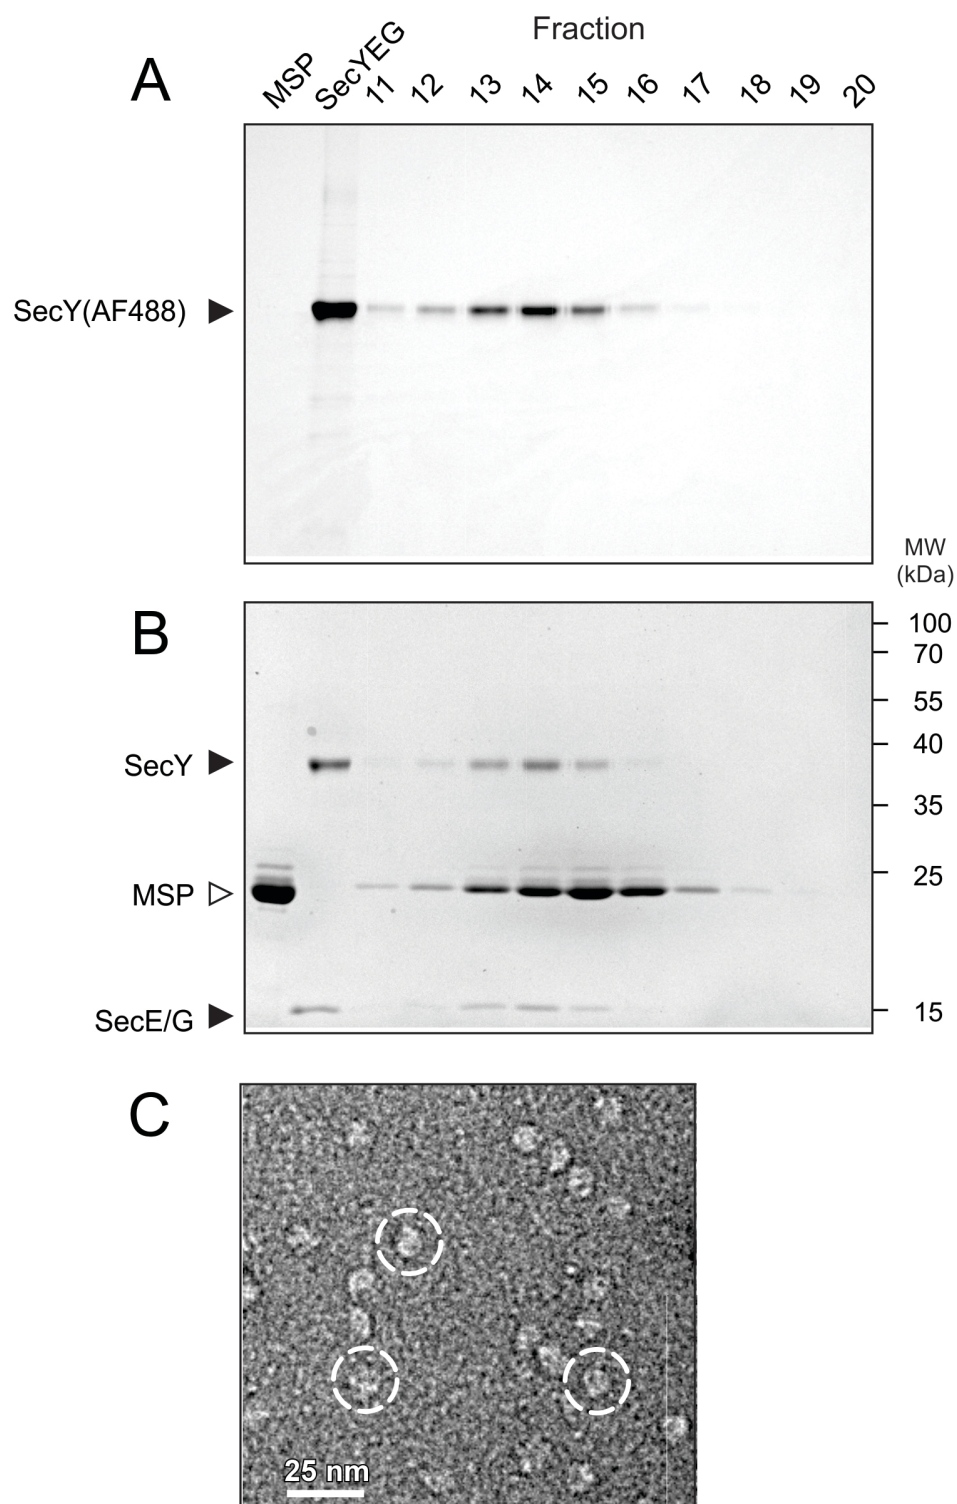 Fraction
A
MSP SecYEG 11 12 13 14 15 16 17 18 19 20
SecY(AF488)
MW
(kDa)
B
100
70
55
40
SecY
35
25
MSP
15
SecE/G
C
25 nm